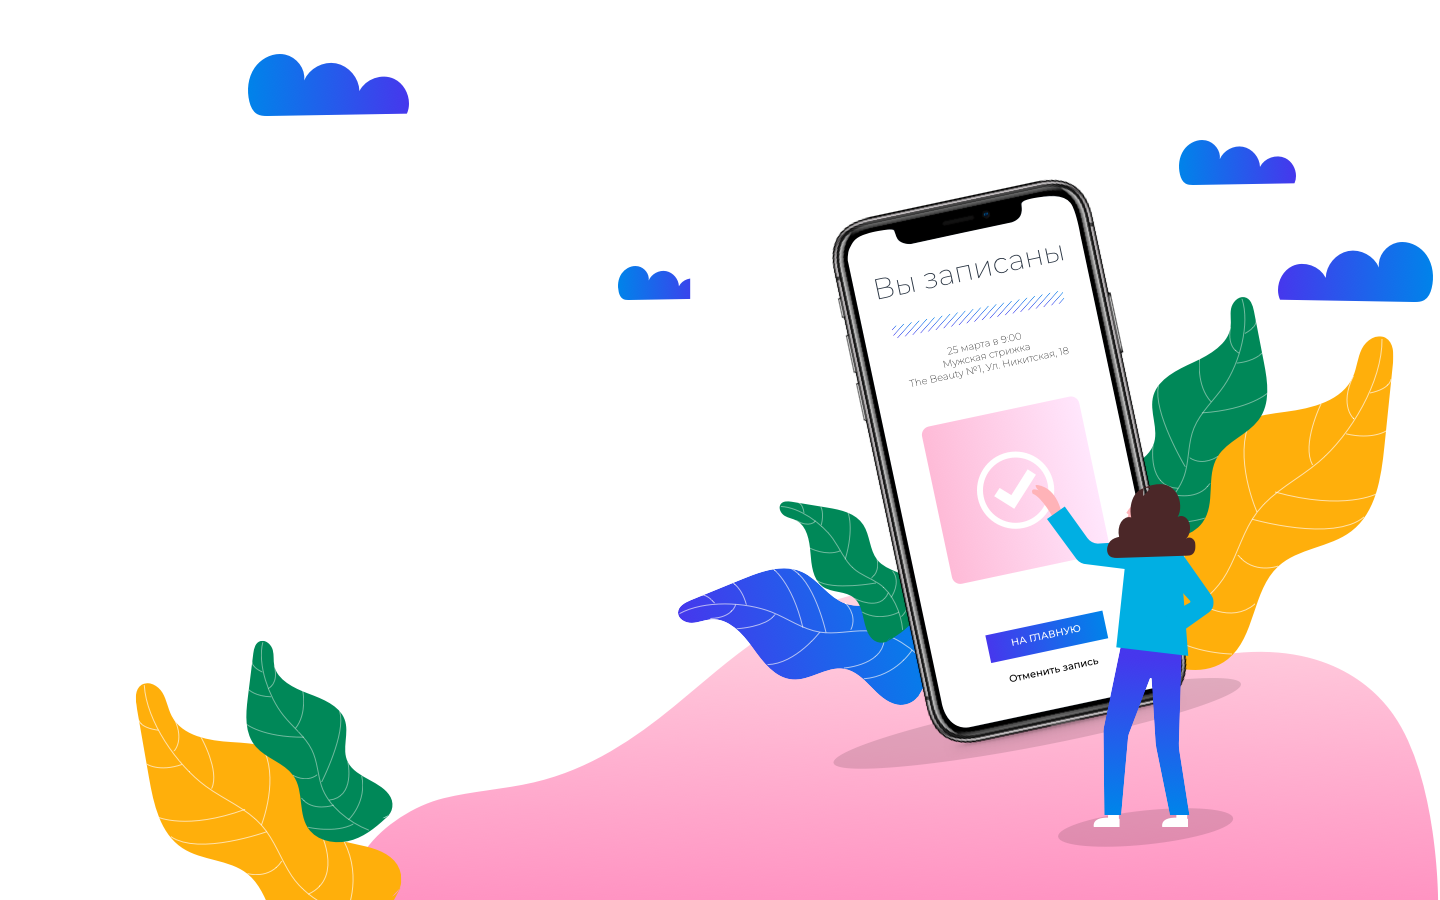 Вы записаны
25 марта в 9:00
Мужская стрижка
The Beauty №1, Ул. Никитская, 18
НА ГЛАВНУЮ
Отменить запись